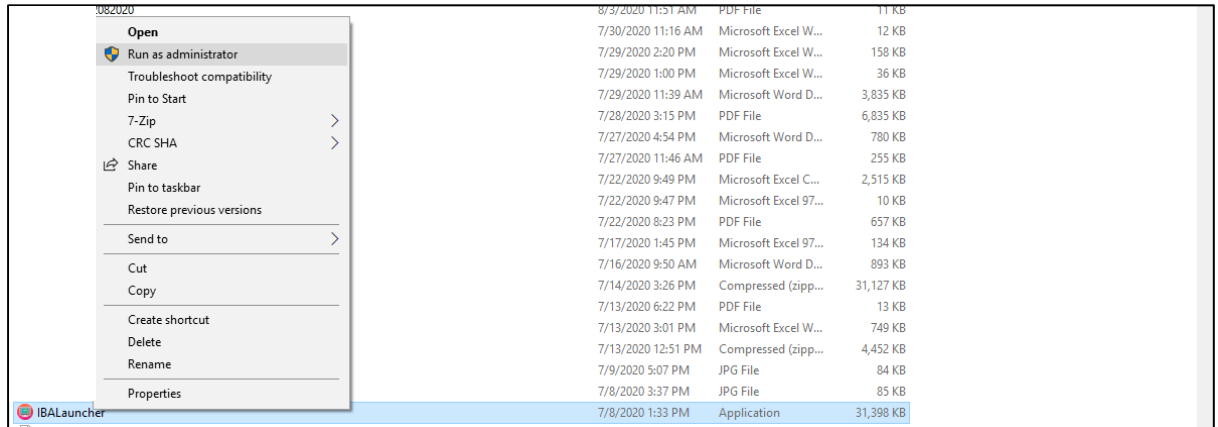 082020 8/3/2020 11:51 AM PDF File 11 KB
Open 7/30/2020 11:16 AM Microsoft Excel W... 12 KB
Run as administrator 7/29/2020 2:20 PM Microsoft Excel W... 158 KB
Troubleshoot compatibility 7/29/2020 1:00 PM Microsoft Excel W... 36 KB
Pin to Start 7/29/2020 11:39 AM Microsoft Word D... 3,835 KB
7-Zip 7/28/2020 3:15 PM PDF File 6,835 KB
CRC SHA 7/27/2020 4:54 PM Microsoft Word D... 780 KB
Share 7/27/2020 11:46 AM PDF File 255 KB
Pin to taskbar 7/22/2020 9:49 PM Microsoft Excel C... 2,515 KB
Restore previous versions 7/22/2020 9:47 PM Microsoft Excel 97... 10 KB
7/22/2020 8:23 PM PDF File 657 KB
Send to 7/17/2020 1:45 PM Microsoft Excel 97... 134 KB
Cut 7/16/2020 9:50 AM Microsoft Word D... 893 KB
Copy 7/14/2020 3:26 PM Compressed (zipp... 31,127 KB
7/13/2020 6:22 PM PDF File 13 KB
Create shortcut 7/13/2020 3:01 PM Microsoft Excel W... 749 KB
Delete 7/13/2020 12:51 PM Compressed (zipp... 4,452 KB
Rename 7/9/2020 5:07 PM JPG File 84 KB
Properties 7/8/2020 3:37 PM JPG File 85 KB
IBALauncher 7/8/2020 1:33 PM Application 31,398 KB